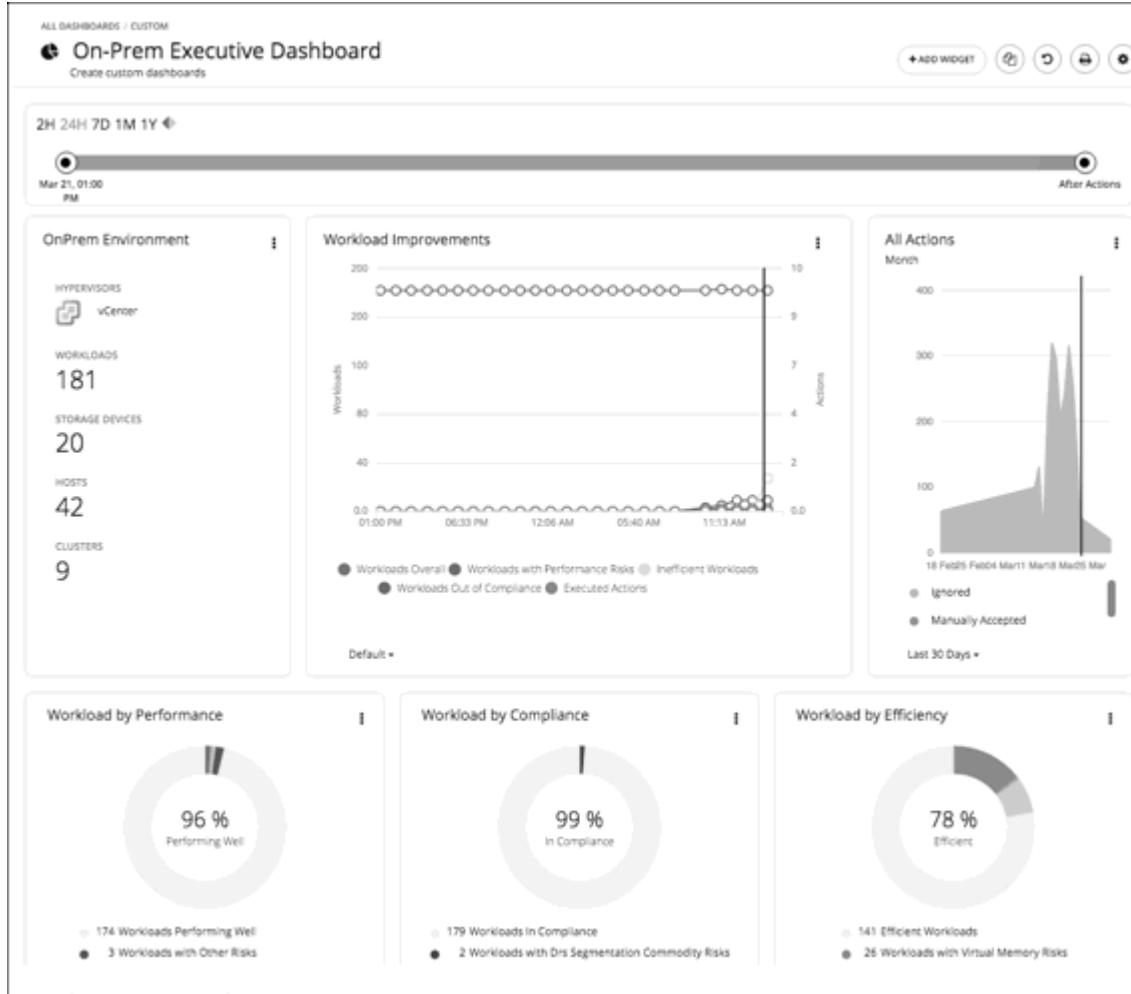 ALL DASHBOARDS / CUSTOM
On-Prem Executive Dashboard
Create custom dashboards
+ ADD WIDGET
2H 24H 7D 1M 1Y
Mar 21, 01:00
PM
After Actions
OnPrem Environment
HYPERVISORS
vCenter
WORKLOADS
181
STORAGE DEVICES
20
HOSTS
42
CLUSTERS
9
Workload Improvements
200
200
100
80
40
0.0
Workloads
10
9
7
4
2
0.0
Actions
01:00 PM 06:33 PM 12:06 AM 05:40 AM 11:13 AM
Workloads Overall Workloads with Performance Risks Inefficient Workloads
Workloads Out of Compliance Executed Actions
Default
All Actions
Month
400
300
200
100
0
18 Feb25 Feb04 Mar11 Mar18 Mar25 Mar
Ignored
Manually Accepted
Last 30 Days
Workload by Performance
96 %
Performing Well
174 Workloads Performing Well
3 Workloads with Other Risks
Workload by Compliance
99 %
In Compliance
179 Workloads In Compliance
2 Workloads with Drs Segmentation Commodity Risks
Workload by Efficiency
78 %
Efficient
141 Efficient Workloads
26 Workloads with Virtual Memory Risks